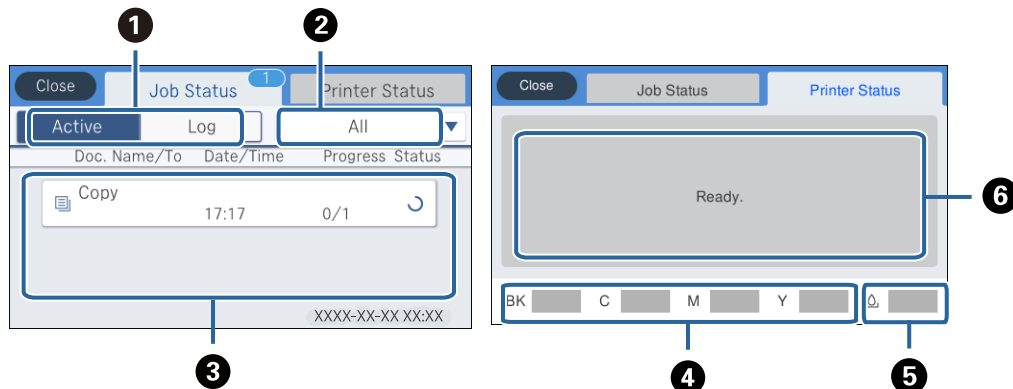 1 2
Close Job Status 1 Printer Status
Active Log All
Doc. Name/To Date/Time Progress Status
Copy
17:17 0/1
XXXX-XX-XX XX:XX
3
Close Job Status Printer Status
Ready.
6
BK C M Y
4 5